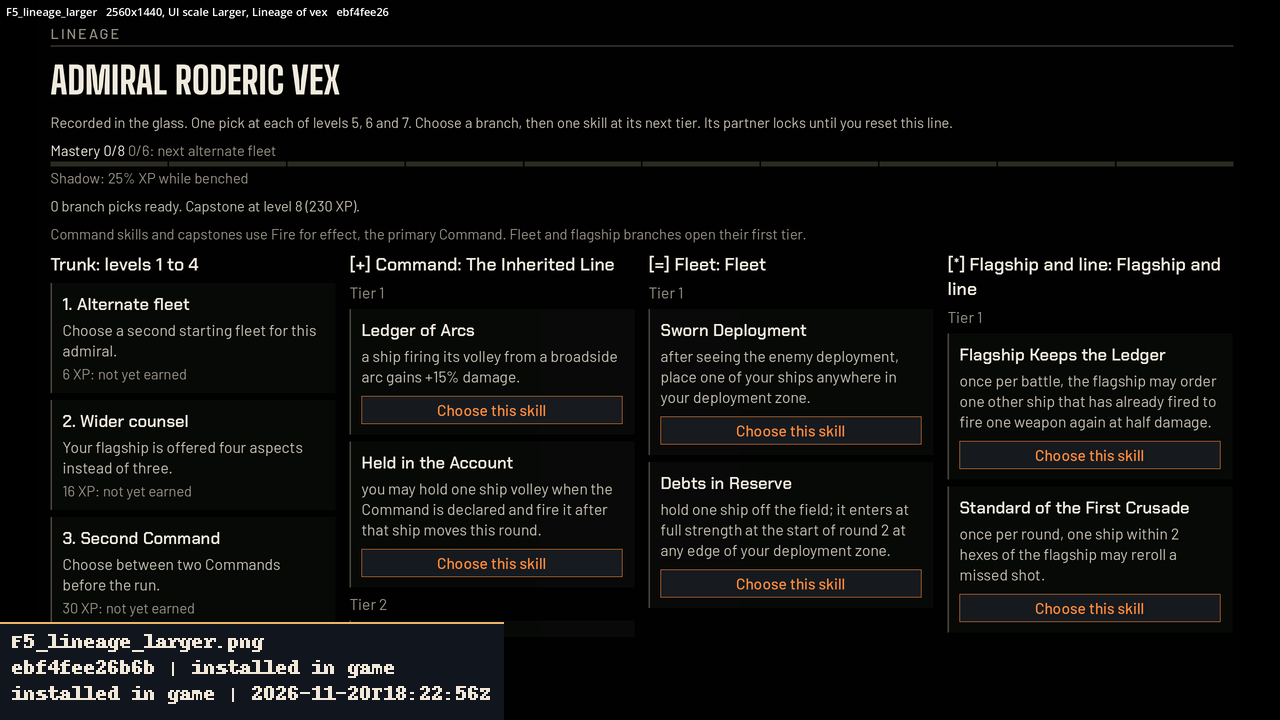 F5_lineage_larger 2560x1440, UI scale Larger, Lineage of vex ebf4fee26
LINEAGE
ADMIRAL RODERIC VEX
Recorded in the glass. One pick at each of levels 5, 6 and 7. Choose a branch, then one skill at its next tier. Its partner locks until you reset this line.
Mastery 0/8 0/6: next alternate fleet
Shadow: 25% XP while benched
0 branch picks ready. Capstone at level 8 (230 XP).
Command skills and capstones use Fire for effect, the primary Command. Fleet and flagship branches open their first tier.
Trunk: levels 1 to 4
1. Alternate fleet
Choose a second starting fleet for this
admiral.
6 XP: not yet earned
2. Wider counsel
Your flagship is offered four aspects
instead of three.
16 XP: not yet earned
3. Second Command
Choose between two Commands
before the run.
30 XP: not yet earned
[+] Command: The Inherited Line
Tier 1
Ledger of Arcs
a ship firing its volley from a broadside
arc gains +15% damage.
Choose this skill
Held in the Account
you may hold one ship volley when the
Command is declared and fire it after
that ship moves this round.
Choose this skill
Tier 2
[=] Fleet: Fleet
Tier 1
Sworn Deployment
after seeing the enemy deployment,
place one of your ships anywhere in
your deployment zone.
Choose this skill
Debts in Reserve
hold one ship off the field; it enters at
full strength at the start of round 2 at
any edge of your deployment zone.
Choose this skill
[*] Flagship and line: Flagship and
line
Tier 1
Flagship Keeps the Ledger
once per battle, the flagship may order
one other ship that has already fired to
fire one weapon again at half damage.
Choose this skill
Standard of the First Crusade
once per round, one ship within 2
hexes of the flagship may reroll a
missed shot.
Choose this skill
F5_lineage_larger.png
ebf4fee26b6b | installed in game
installed in game | 2026-11-20T18:22:56Z